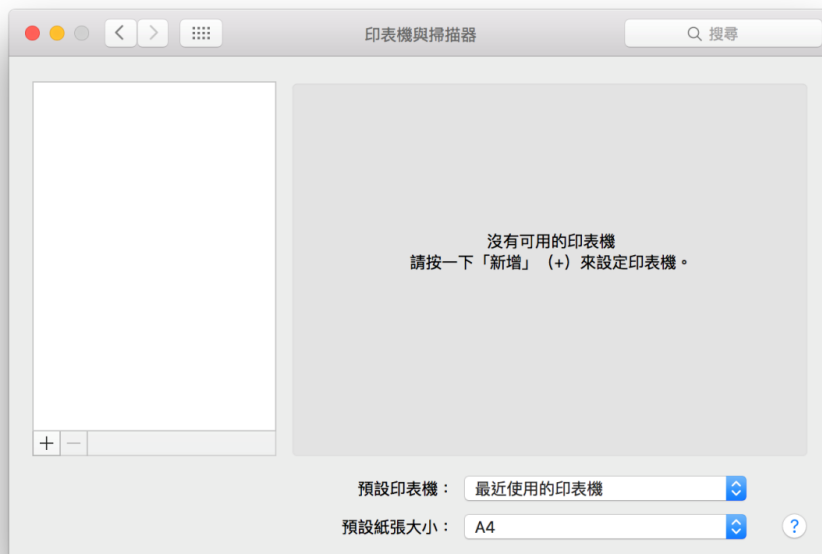 印表機與掃描器
搜尋
沒有可用的印表機
請按一下「新增」（+）來設定印表機。
預設印表機：
最近使用的印表機
預設紙張大小：
A4
?